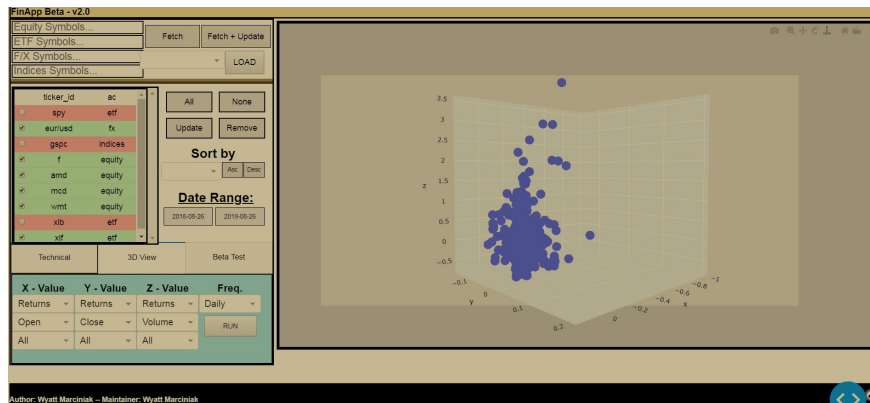 FinApp Beta - v2.0
Equity Symbols...
ETF Symbols...
F/X Symbols...
Indices Symbols...
Fetch
Fetch + Update
LOAD
ticker_id ac
spy etf
eur/usd fx
gspc indices
f equity
amd equity
mcd equity
wmt equity
xlb etf
xlf etf
All
None
Update
Remove
Sort by
Asc Desc
Date Range:
2018-08-26
2019-08-26
Technical
3D View
Beta Test
X - Value Y - Value Z - Value Freq.
Returns Returns Returns Daily
Open Close Volume RUN
All All All
3.5
3
2.5
2
1.5
1
0.5
0
−0.5
z
−0.1
0
0.1
0.2
y
0
−0.2
−0.4
−0.6
−0.8
−1
x
Author: Wyatt Marciniak – Maintainer: Wyatt Marciniak